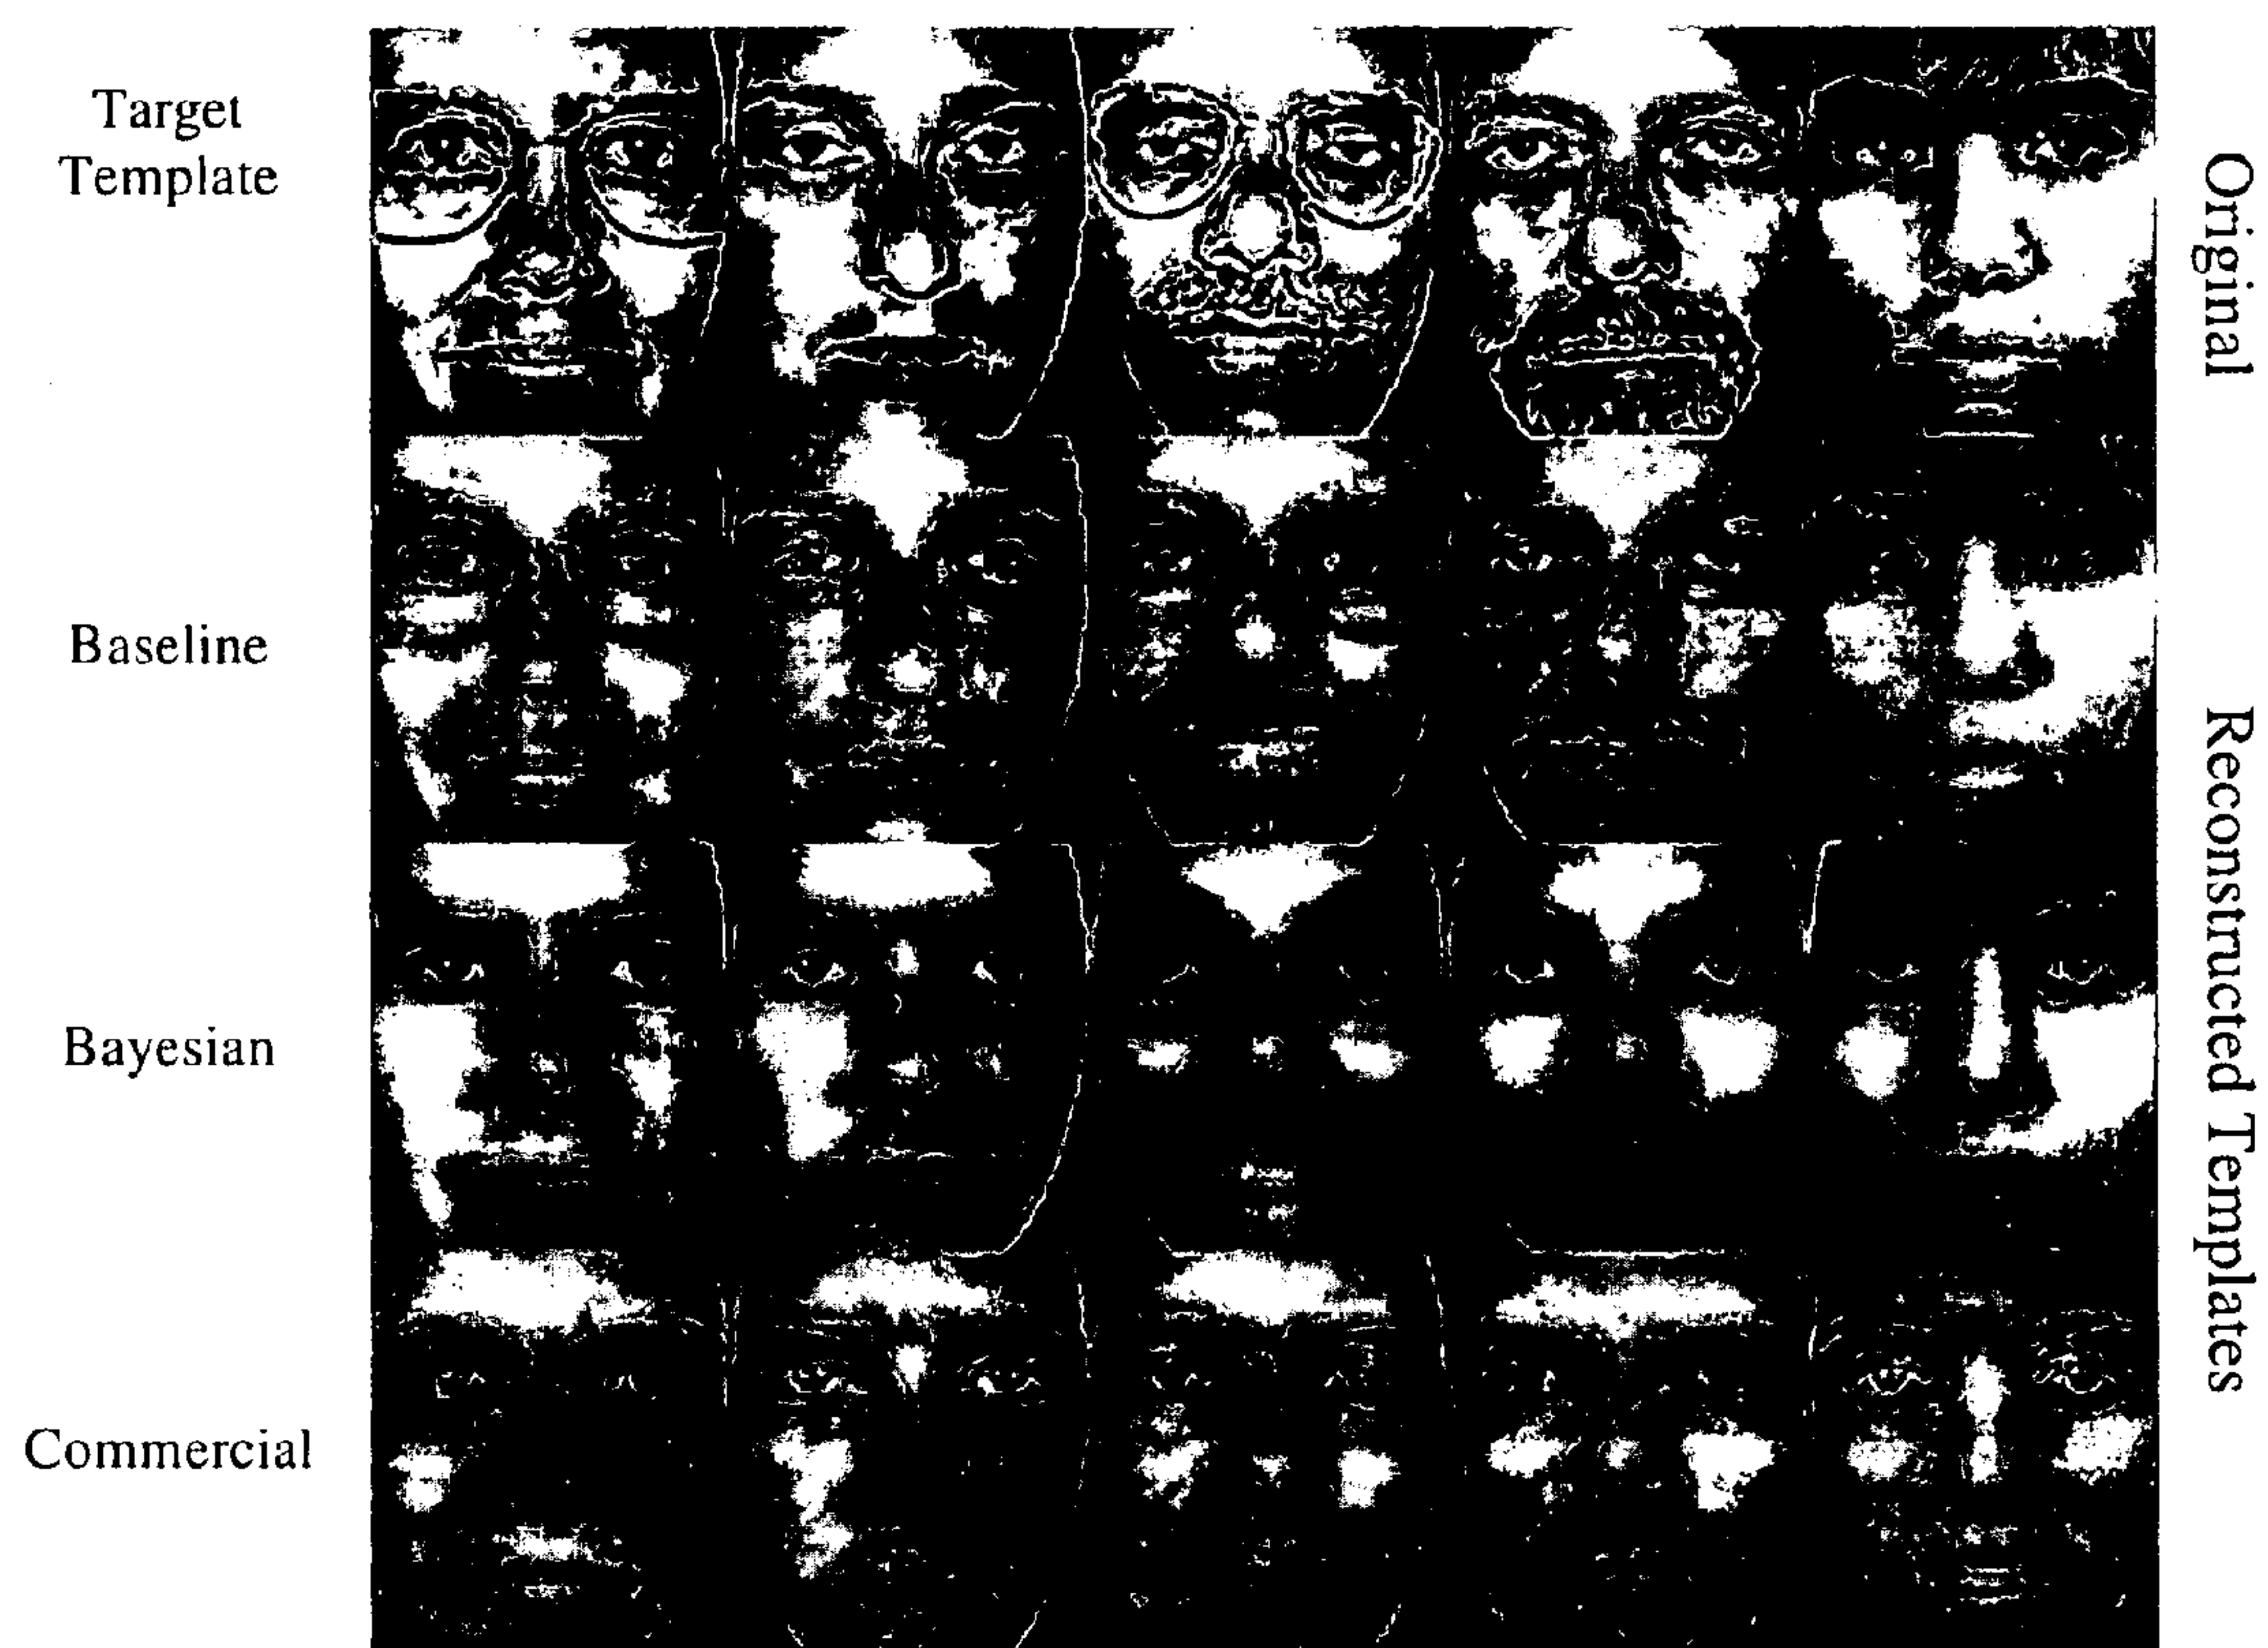 Target
Template
Baseline
Bayesian
Commercial
Original
Reconstructed Templates